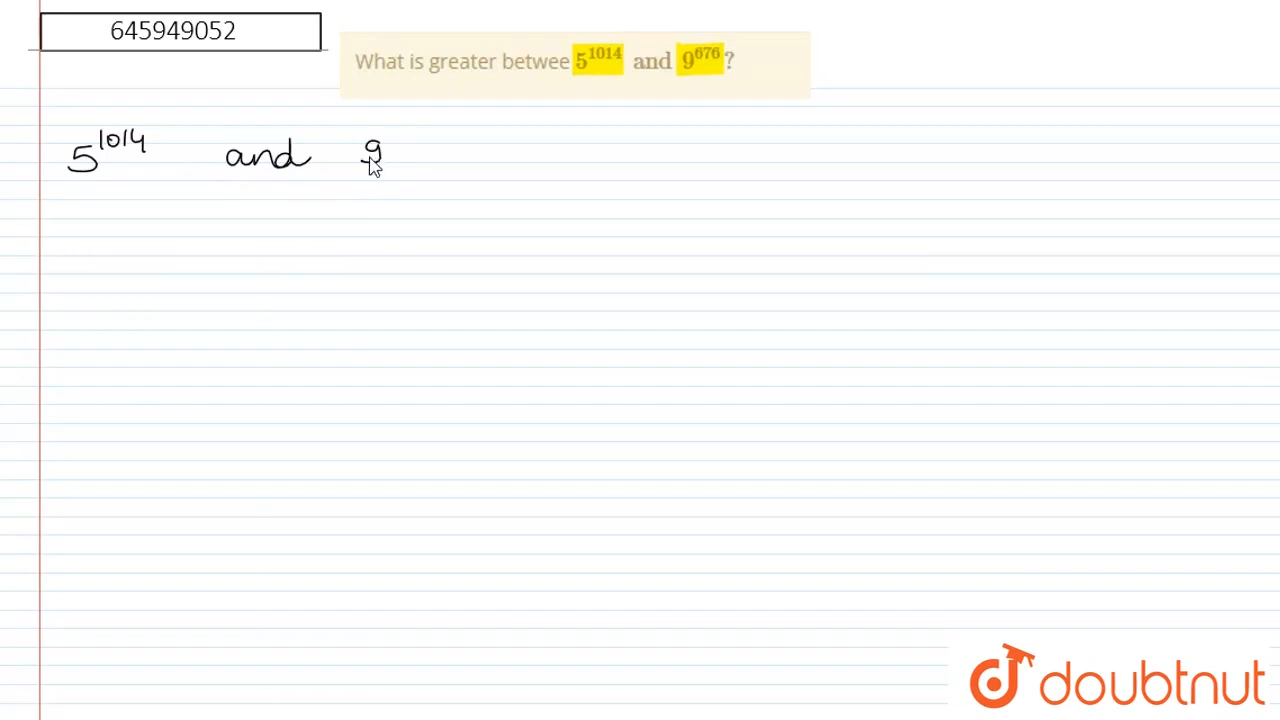 645949052
What is greater betwee 5^1014 and 9^676 ?
5^1014 and 9
doubtnut